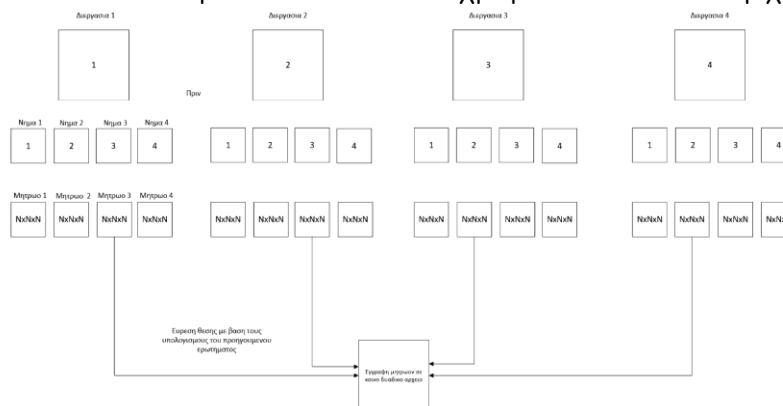 Διεργασια 1
Διεργασια 2
Διεργασια 3
Διεργασια 4
1
2
3
4
Πριν
Νημα 1 Νημα 2 Νημα 3 Νημα 4
1 2 3 4
1 2 3 4
1 2 3 4
1 2 3 4
Μητρωο 1 Μητρωο 2 Μητρωο 3 Μητρωο 4
NxNxN NxNxN NxNxN NxNxN
NxNxN NxNxN NxNxN NxNxN
NxNxN NxNxN NxNxN NxNxN
NxNxN NxNxN NxNxN
Ευρεση θεσης με βαση τους
υπολογισμους του προηγουμενου
ερωτηματος
Εγγραφη μητρωων σε
κοινο δυαδικο αρχειο